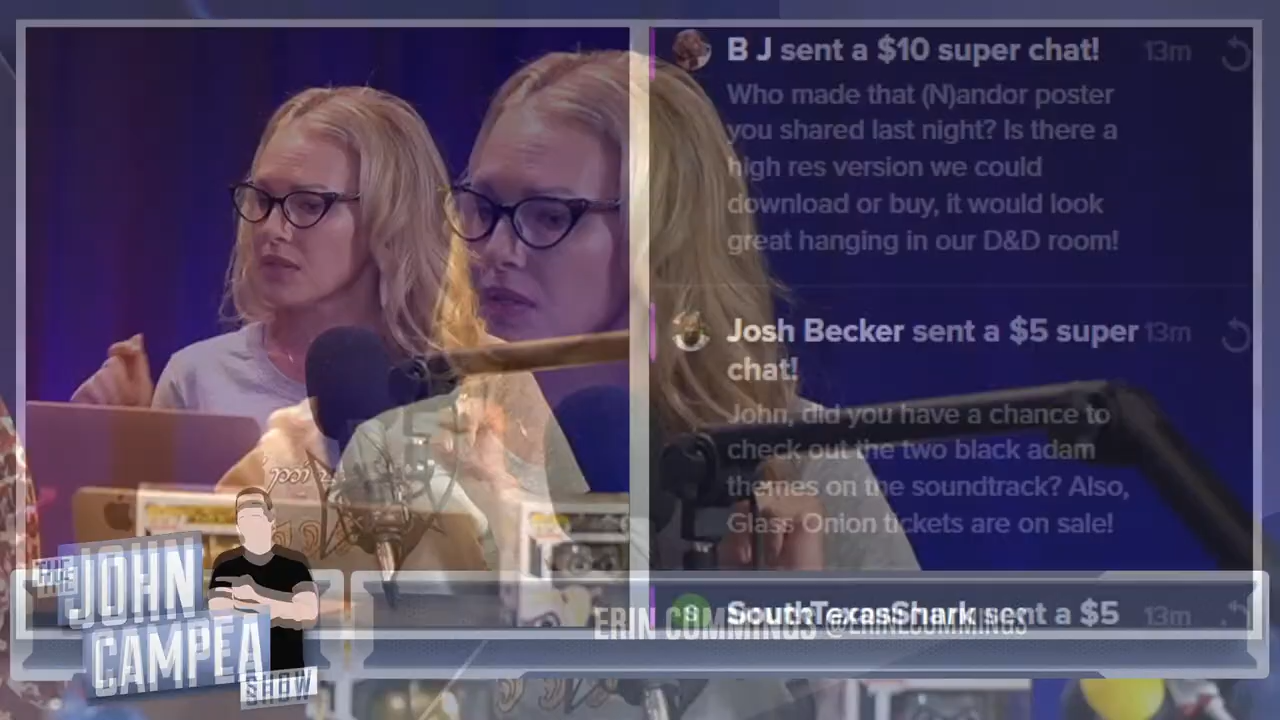 B J sent a $10 super chat!
13m
Who made that (N)andor poster
you shared last night? Is there a
high res version we could
download or buy, it would look
great hanging in our D&D room!
Josh Becker sent a $5 super
13m
chat!
John, did you have a chance to
check out the two black adam
themes on the soundtrack? Also,
Glass Onion tickets are on sale!
S
SouthTexasShark sent a $5
13m
ERIN CUMMINGS @ERINLCUMMINGS
THE
JOHN
CAMPEA
SHOW